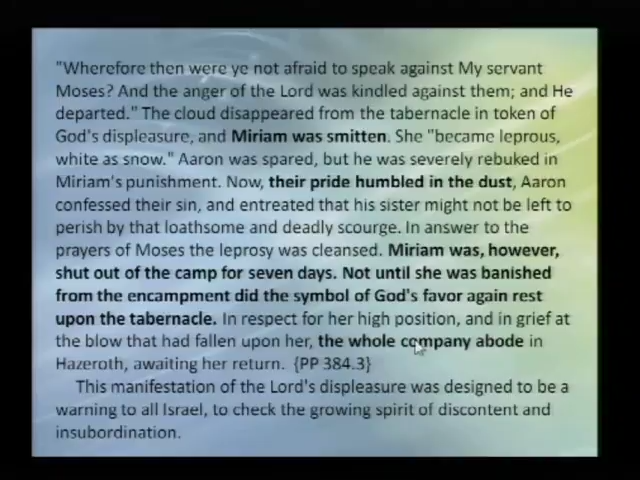 "Wherefore then were ye not afraid to speak against My servant
Moses? And the anger of the Lord was kindled against them; and He
departed." The cloud disappeared from the tabernacle in token of
God's displeasure, and Miriam was smitten. She "became leprous,
white as snow." Aaron was spared, but he was severely rebuked in
Miriam's punishment. Now, their pride humbled in the dust, Aaron
confessed their sin, and entreated that his sister might not be left to
perish by that loathsome and deadly scourge. In answer to the
prayers of Moses the leprosy was cleansed. Miriam was, however,
shut out of the camp for seven days. Not until she was banished
from the encampment did the symbol of God's favor again rest
upon the tabernacle. In respect for her high position, and in grief at
the blow that had fallen upon her, the whole company abode in
Hazeroth, awaiting her return. {PP 384.3}
This manifestation of the Lord's displeasure was designed to be a
warning to all Israel, to check the growing spirit of discontent and
insubordination.